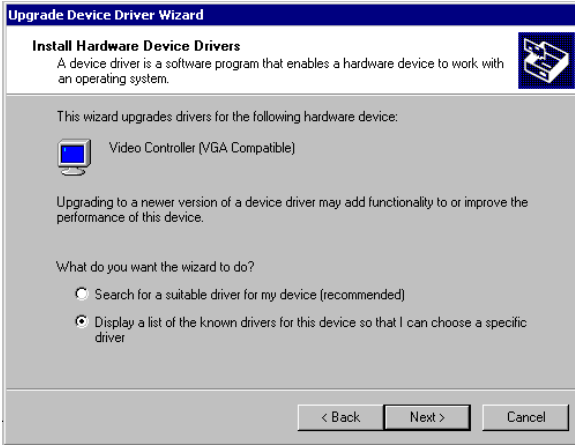 Upgrade Device Driver Wizard
Install Hardware Device Drivers
A device driver is a software program that enables a hardware device to work with
an operating system.
This wizard upgrades drivers for the following hardware device:
Video Controller (VGA Compatible)
Upgrading to a newer version of a device driver may add functionality to or improve the
performance of this device.
What do you want the wizard to do?
Search for a suitable driver for my device (recommended)
Display a list of the known drivers for this device so that I can choose a specific
driver
< Back Next > Cancel